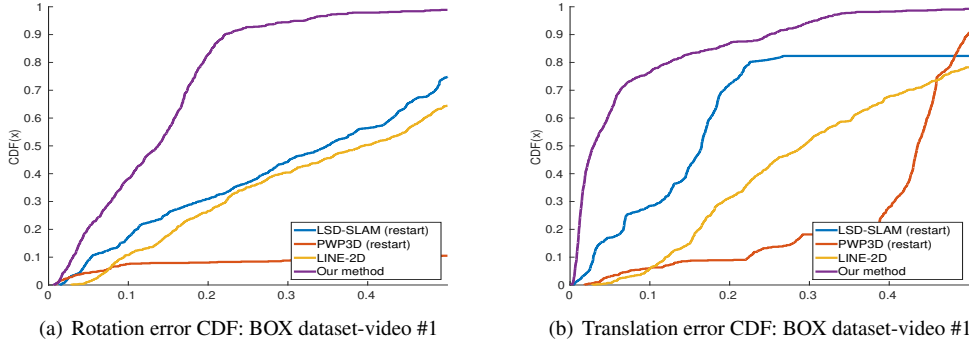 1
0.9
0.8
0.7
0.6
0.5
0.4
0.3
0.2
0.1
0
CDF(x)
0.1
0.2
0.3
0.4
LSD-SLAM (restart)
PWP3D (restart)
LINE-2D
Our method
(a) Rotation error CDF: BOX dataset-video #1
1
0.9
0.8
0.7
0.6
0.5
0.4
0.3
0.2
0.1
0
CDF(x)
0
0.1
0.2
0.3
0.4
LSD-SLAM (restart)
PWP3D (restart)
LINE-2D
Our method
(b) Translation error CDF: BOX dataset-video #1